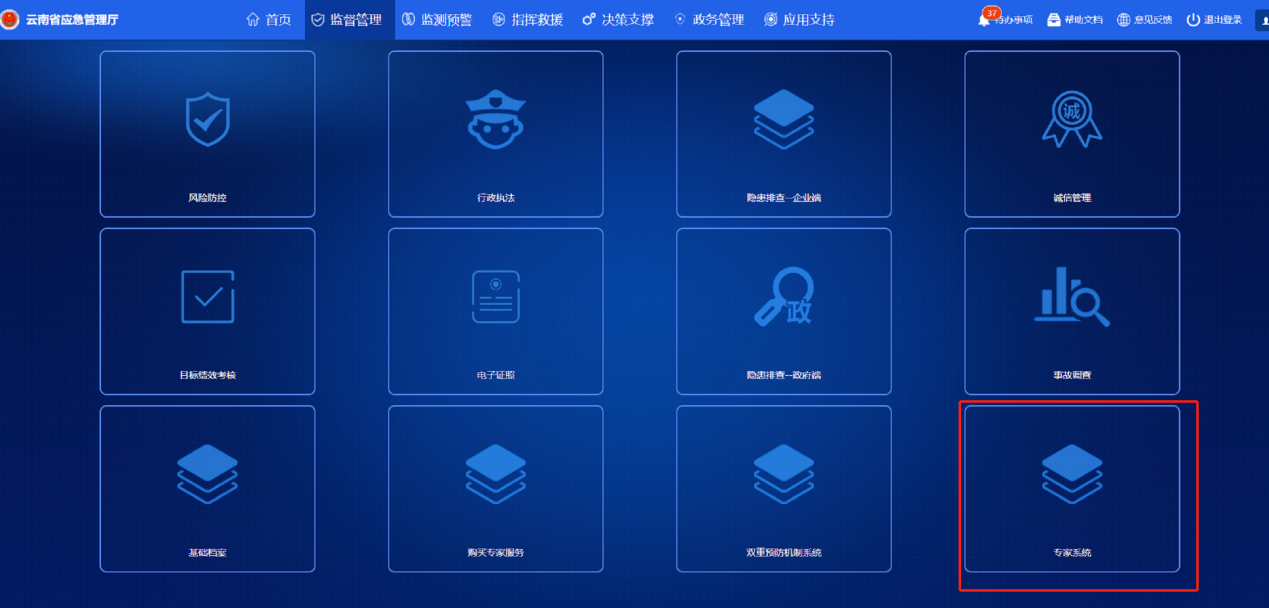 云南省应急管理厅 首页 监督管理 监测预警 指挥救援 决策支撑 政务管理 应用支持 37 待办事项 帮助文档 意见反馈 退出登录
诚
风险防控 行政执法 隐患排查--企业端 诚信管理
政
目标绩效考核 电子证照 隐患排查--政府端 事故调查
基础档案 购买专家服务 双重预防机制系统 专家系统